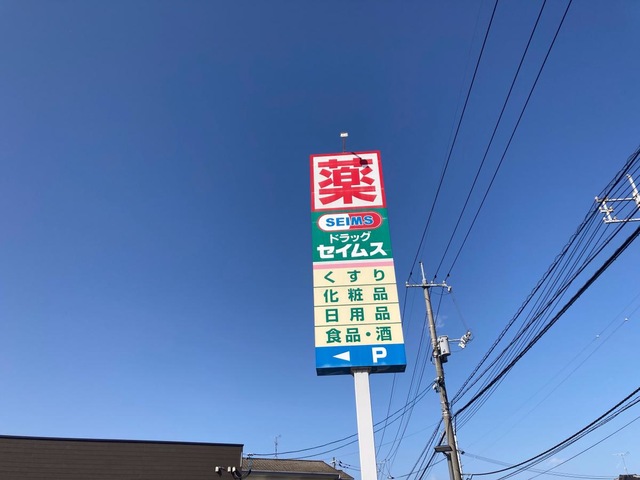 薬
SEIMS
ドラッグ
セイムス
くすり
化粧品
日用品
食品・酒
◀ P